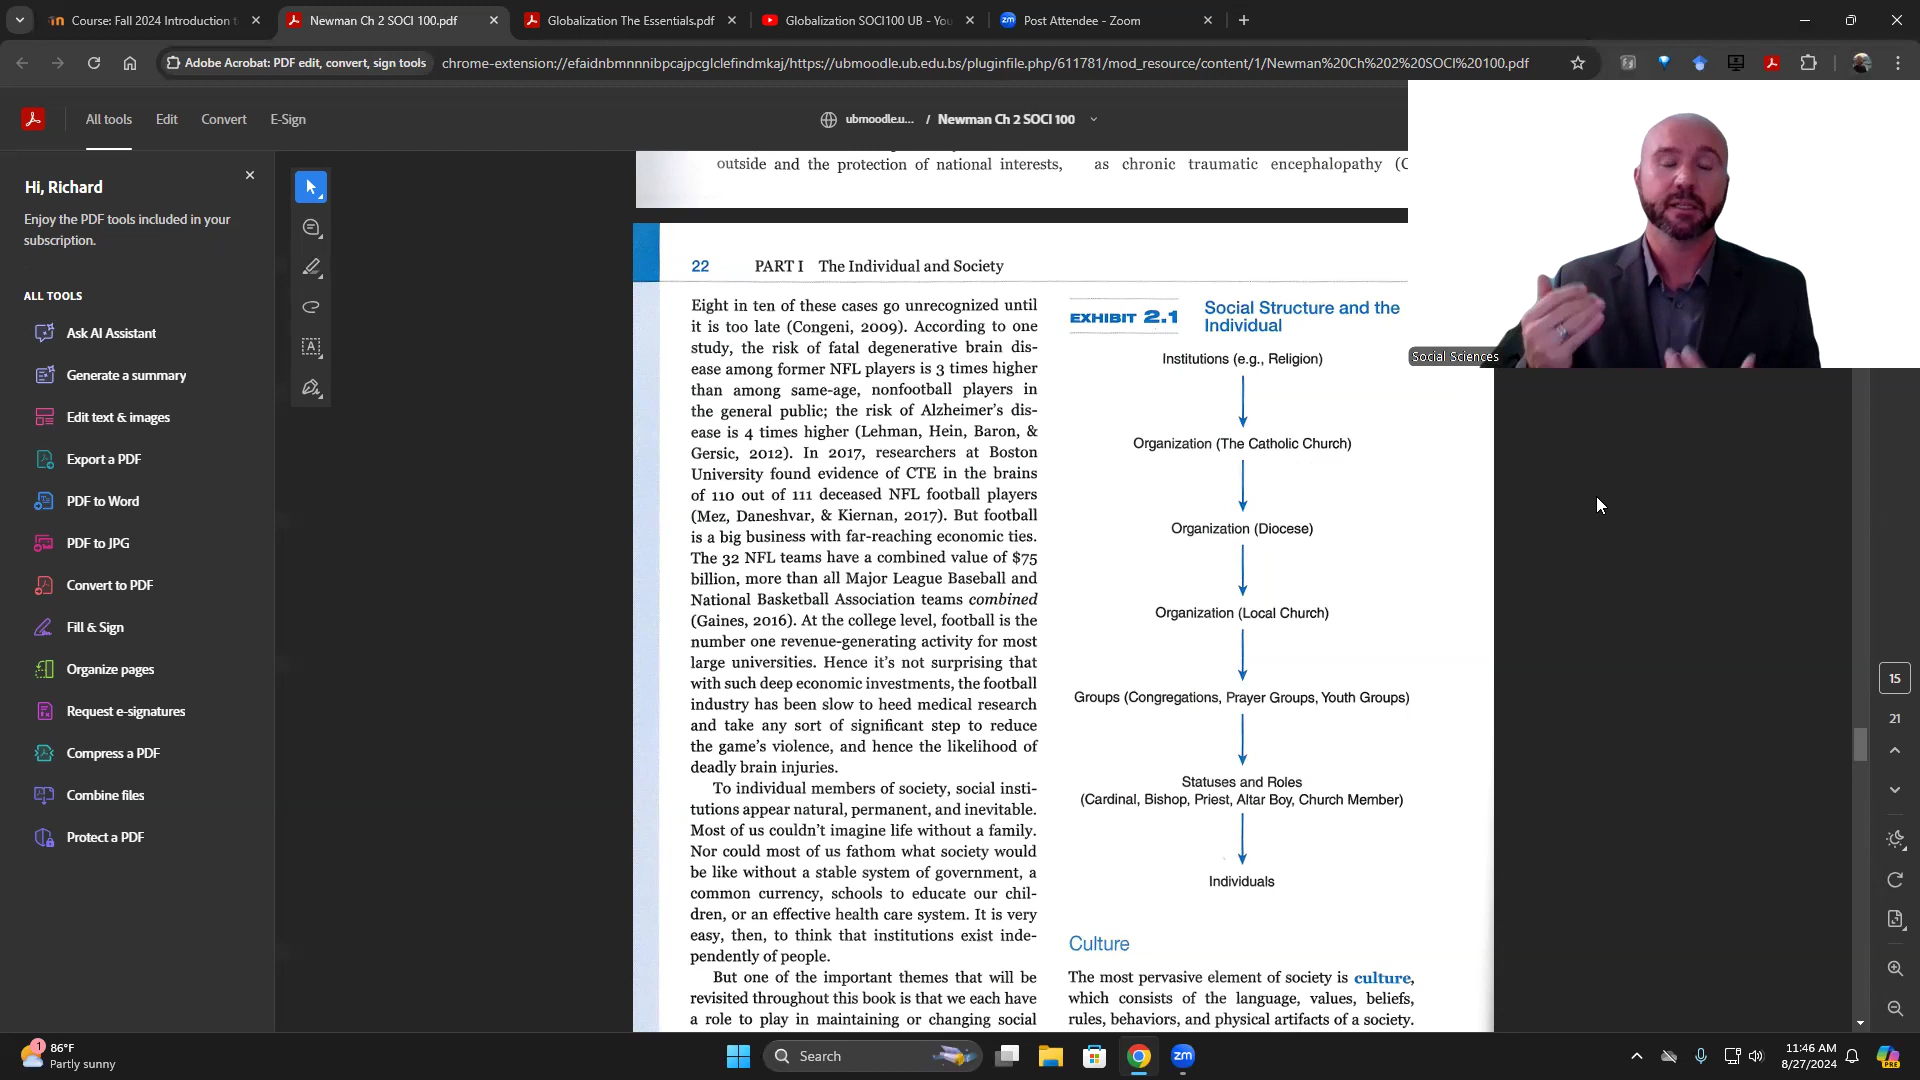 Course: Fall 2024 Introduction t
Newman Ch 2 SOCI 100.pdf
Globalization The Essentials.pdf
Globalization SOCI100 UB - You
Post Attendee - Zoom
Adobe Acrobat: PDF edit, convert, sign tools
chrome-extension://efaidnbmnnnibpcajpcglclefindmkaj/https://ubmoodle.ub.edu.bs/pluginfile.php/611781/mod_resource/content/1/Newman%20Ch%202%20SOCI%20100.pdf
All tools
Edit
Convert
E-Sign
ubmoodle.u... / Newman Ch 2 SOCI 100
Hi, Richard
Enjoy the PDF tools included in your
subscription.
ALL TOOLS
Ask AI Assistant
Generate a summary
Edit text & images
Export a PDF
PDF to Word
PDF to JPG
Convert to PDF
Fill & Sign
Organize pages
Request e-signatures
Compress a PDF
Combine files
Protect a PDF
outside and the protection of national interests,
as chronic traumatic encephalopathy (C
22 PART I The Individual and Society
Eight in ten of these cases go unrecognized until
it is too late (Congeni, 2009). According to one
study, the risk of fatal degenerative brain dis-
ease among former NFL players is 3 times higher
than among same-age, nonfootball players in
the general public; the risk of Alzheimer's dis-
ease is 4 times higher (Lehman, Hein, Baron, &
Gersic, 2012). In 2017, researchers at Boston
University found evidence of CTE in the brains
of 110 out of 111 deceased NFL football players
(Mez, Daneshvar, & Kiernan, 2017). But football
is a big business with far-reaching economic ties.
The 32 NFL teams have a combined value of $75
billion, more than all Major League Baseball and
National Basketball Association teams combined
(Gaines, 2016). At the college level, football is the
number one revenue-generating activity for most
large universities. Hence it's not surprising that
with such deep economic investments, the football
industry has been slow to heed medical research
and take any sort of significant step to reduce
the game's violence, and hence the likelihood of
deadly brain injuries.
To individual members of society, social insti-
tutions appear natural, permanent, and inevitable.
Most of us couldn't imagine life without a family.
Nor could most of us fathom what society would
be like without a stable system of government, a
common currency, schools to educate our chil-
dren, or an effective health care system. It is very
easy, then, to think that institutions exist inde-
pendently of people.
But one of the important themes that will be
revisited throughout this book is that we each have
a role to play in maintaining or changing social
EXHIBIT 2.1
Social Structure and the
Individual
Institutions (e.g., Religion)
Organization (The Catholic Church)
Organization (Diocese)
Organization (Local Church)
Groups (Congregations, Prayer Groups, Youth Groups)
Statuses and Roles
(Cardinal, Bishop, Priest, Altar Boy, Church Member)
Individuals
Culture
The most pervasive element of society is culture,
which consists of the language, values, beliefs,
rules, behaviors, and physical artifacts of a society.
Social Sciences
15
21
1
86°F
Partly sunny
Search
zm
11:46 AM
8/27/2024
PRE